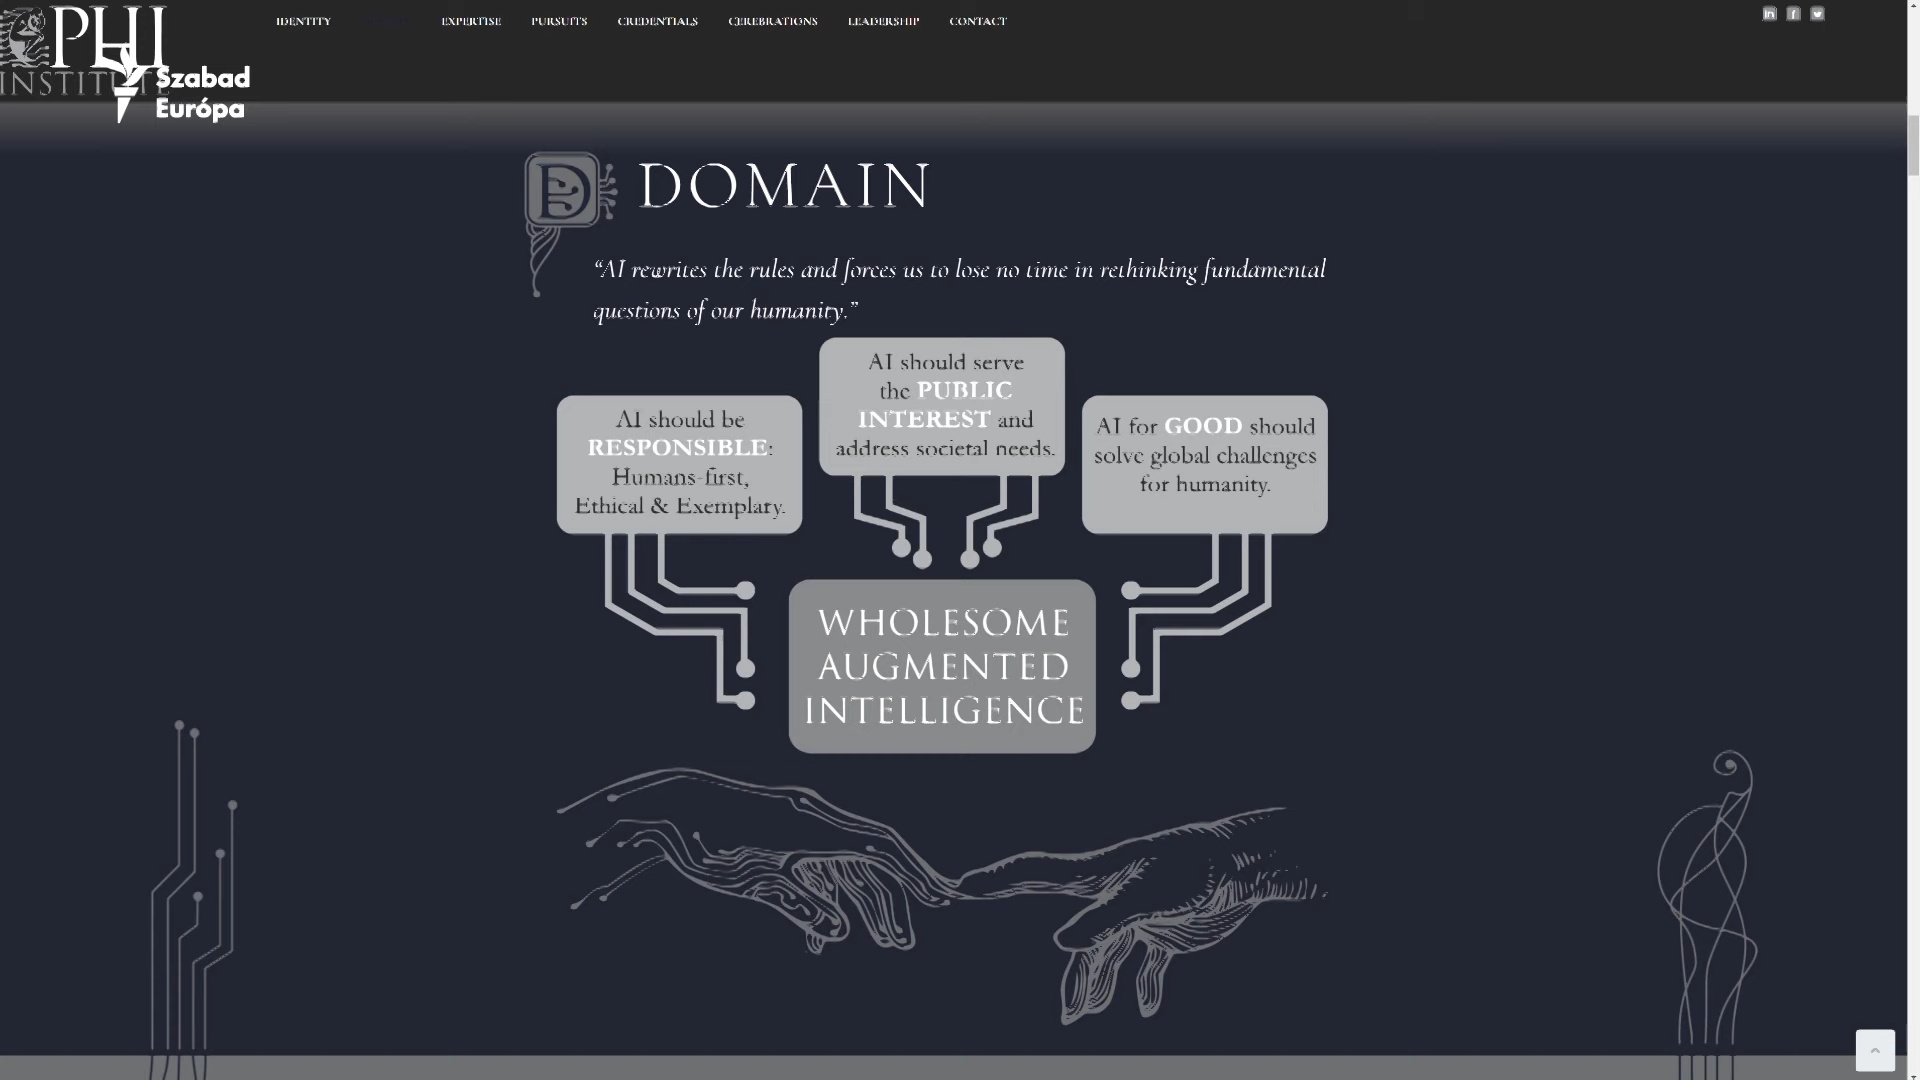 PHI
INSTITUTE
Szabad
Európa
IDENTITY EXPERTISE PURSUITS CREDENTIALS CEREBRATIONS LEADERSHIP CONTACT
DOMAIN
“AI rewrites the rules and forces us to lose no time in rethinking fundamental
questions of our humanity.”
AI should be
RESPONSIBLE:
Humans-first,
Ethical & Exemplary.
AI should serve
the PUBLIC
INTEREST and
address societal needs.
AI for GOOD should
solve global challenges
for humanity.
WHOLESOME
AUGMENTED
INTELLIGENCE